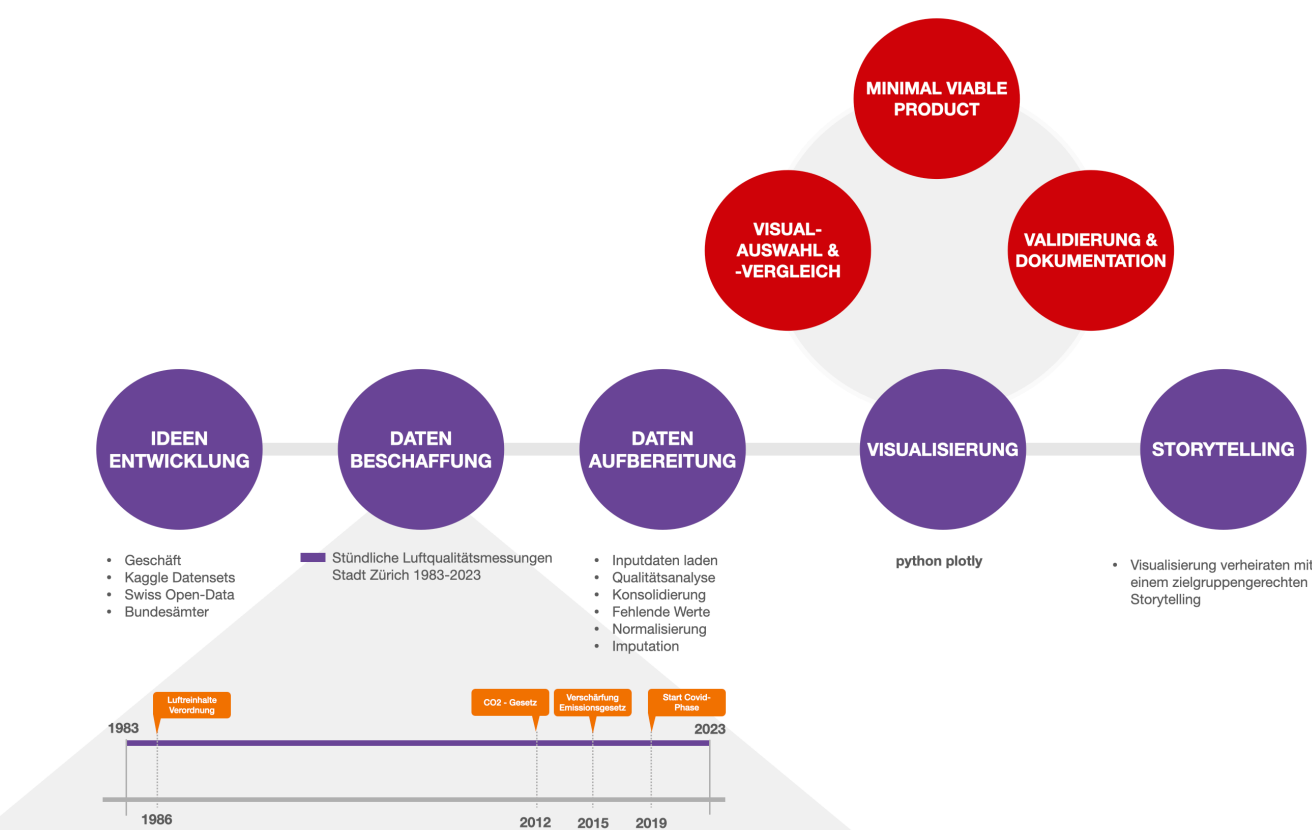 MINIMAL VIABLE
PRODUCT
VISUAL-
AUSWAHL &
-VERGLEICH
VALIDIERUNG &
DOKUMENTATION
IDEEN
ENTWICKLUNG
DATEN
BESCHAFFUNG
DATEN
AUFBEREITUNG
VISUALISIERUNG
STORYTELLING
• Geschäft
• Kaggle Datensets
• Swiss Open-Data
• Bundesämter
Stündliche Luftqualitätsmessungen
Stadt Zürich 1983-2023
• Inputdaten laden
• Qualitätsanalyse
• Konsolidierung
• Fehlende Werte
• Normalisierung
• Imputation
python plotly
• Visualisierung verheiraten mit
einem zielgruppengerechten
Storytelling
Luftreinhalte
Verordnung
CO2 - Gesetz
Verschärfung
Emissionsgesetz
Start Covid-
Phase
1983
2023
1986
2012
2015
2019